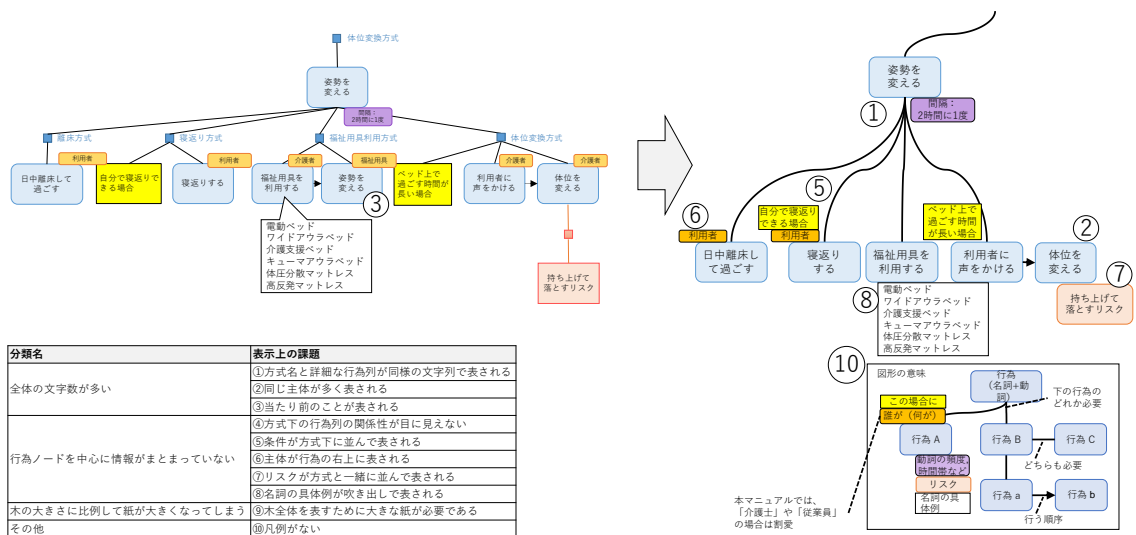 体位変換方式
姿勢を
変える
間隔：
2時間に1度
離床方式
寝返り方式
福祉用具利用方式
体位変換方式
利用者
利用者
介護者
福祉用具
介護者
介護者
日中離床して
過ごす
自分で寝返りで
きる場合
寝返りする
福祉用具を
利用する
姿勢を
変える
ベッド上で
過ごす時間が
長い場合
利用者に
声をかける
体位を
変える
③
電動ベッド
ワイドアウラベッド
介護支援ベッド
キューマアウラベッド
体圧分散マットレス
高反発マットレス
持ち上げて
落とすリスク
姿勢を
変える
①
間隔：
2時間に1度
⑤
⑥
自分で寝返り
できる場合
ベッド上で
過ごす時間
が長い場合
利用者
利用者
②
日中離床し
て過ごす
寝返り
する
福祉用具を
利用する
利用者に
声をかける
体位を
変える
⑦
⑧
電動ベッド
ワイドアウラベッド
介護支援ベッド
キューマアウラベッド
体圧分散マットレス
高反発マットレス
持ち上げて
落とすリスク
分類名 表示上の課題
全体の文字数が多い
①方式名と詳細な行為列が同様の文字列で表される
②同じ主体が多く表される
③当たり前のことが表される
行為ノードを中心に情報がまとまっていない
④方式下の行為列の関係性が目に見えない
⑤条件が方式下に並んで表される
⑥主体が行為の右上に表される
⑦リスクが方式と一緒に並んで表される
⑧名詞の具体例が吹き出しで表される
木の大きさに比例して紙が大きくなってしまう ⑨木全体を表すために大きな紙が必要である
その他 ⑩凡例がない
⑩
図形の意味
行為
（名詞+動
詞）
下の行為の
どれか必要
この場合に
誰が（何が）
行為 A
行為 B
行為 C
動詞の頻度,
時間帯など
どちらも必要
リスク
名詞の具
体例
行為 a
行為 b
行う順序
本マニュアルでは、
「介護士」や「従業員」
の場合は割愛